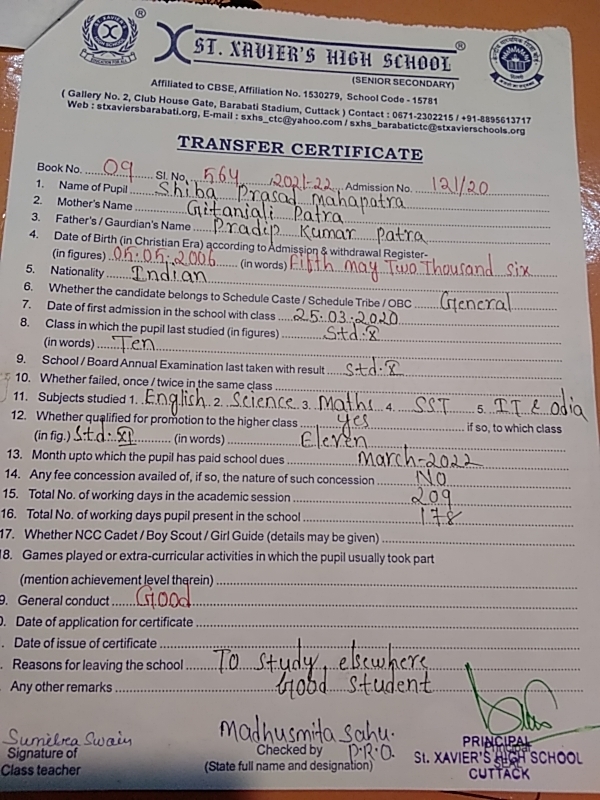 ST. XAVIER'S HIGH SCHOOL
(SENIOR SECONDARY)
Affiliated to CBSE, Affiliation No. 1530279, School Code - 15781
( Gallery No. 2, Club House Gate, Barabati Stadium, Cuttack ) Contact : 0671-2302215 / +91-8895613717
Web : stxaviersbarabati.org, E-mail : sxhs_ctc@yahoo.com / sxhs_barabatictc@stxavierschools.org
TRANSFER CERTIFICATE
Book No. 09 Sl. No. 564 2021-22 Admission No. 121/20
1. Name of Pupil Shiba Prasad Mahapatra
2. Mother's Name Gitanjali Patra
3. Father's / Gaurdian's Name Pradip Kumar Patra
4. Date of Birth (in Christian Era) according to Admission & withdrawal Register-
(in figures) 05.05.2006 (in words) Fifth May Two Thousand six
5. Nationality Indian
6. Whether the candidate belongs to Schedule Caste / Schedule Tribe / OBC General
7. Date of first admission in the school with class 25.03.2020
8. Class in which the pupil last studied (in figures) Std. X
(in words) Ten
9. School / Board Annual Examination last taken with result Std. X
10. Whether failed, once / twice in the same class
11. Subjects studied 1. English 2. Science 3. Maths 4. SST 5. IT & Odia
12. Whether qualified for promotion to the higher class yes if so, to which class
(in fig.) Std. XI (in words) Eleven
13. Month upto which the pupil has paid school dues March-2022
14. Any fee concession availed of, if so, the nature of such concession No
15. Total No. of working days in the academic session 209
16. Total No. of working days pupil present in the school 178
17. Whether NCC Cadet / Boy Scout / Girl Guide (details may be given)
8. Games played or extra-curricular activities in which the pupil usually took part
(mention achievement level therein)
9. General conduct Good
. Date of application for certificate
. Date of issue of certificate
. Reasons for leaving the school To study elsewhere
. Any other remarks Good student
Sumitra Swain
Signature of
Class teacher
Madhusmita Sahu.
Checked by P.R.O.
(State full name and designation)
PRINCIPAL
St. XAVIER'S HIGH SCHOOL
CUTTACK